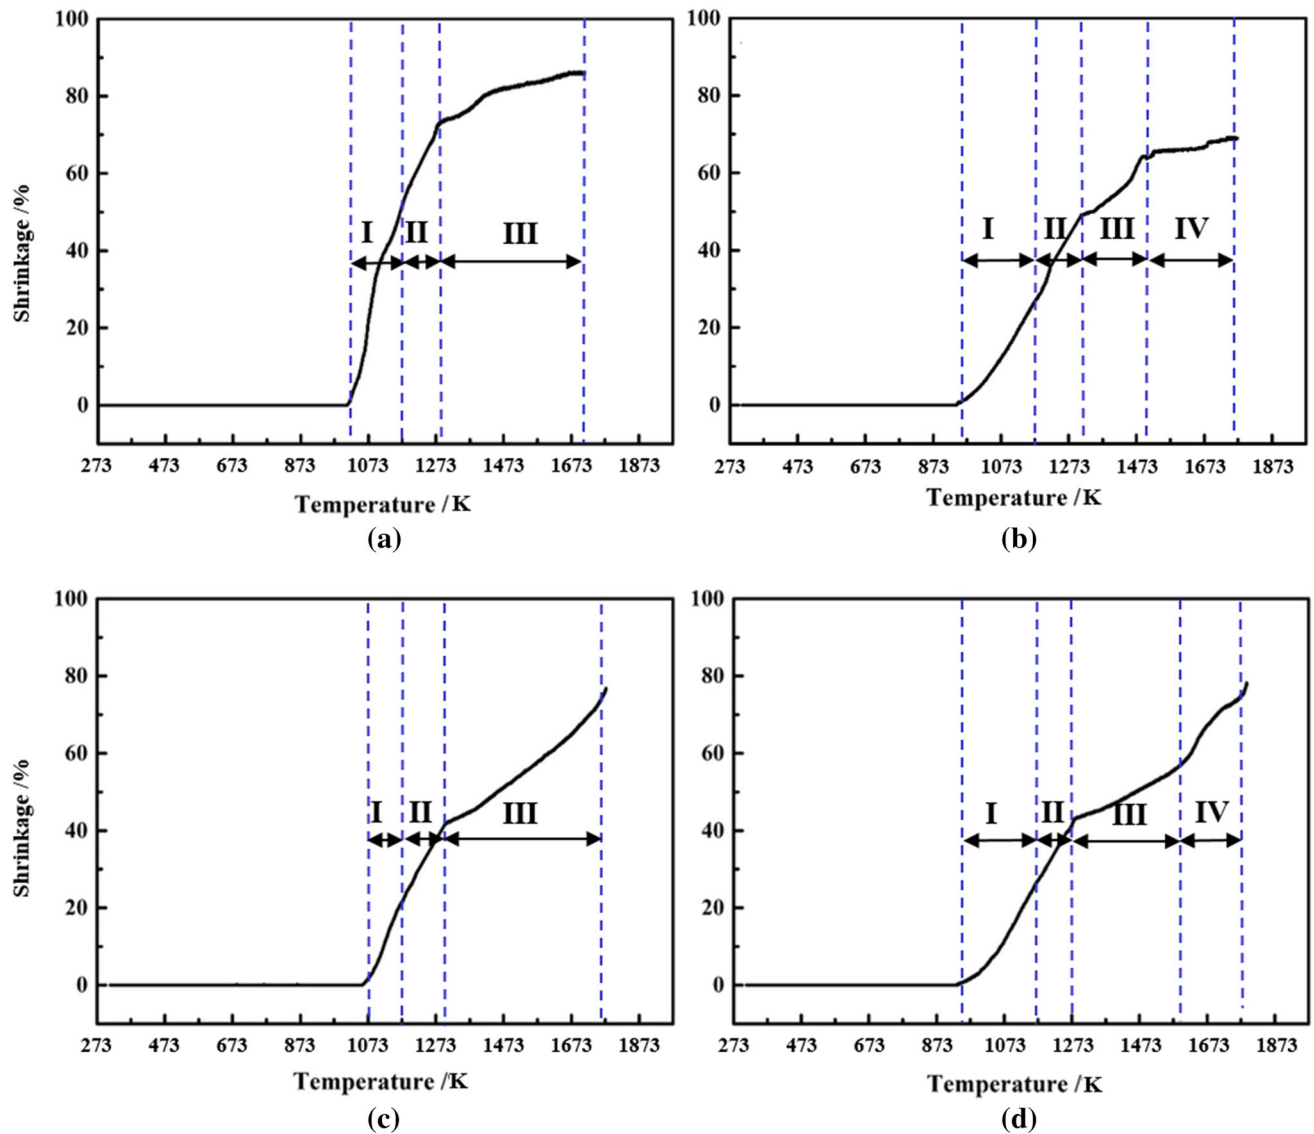 100
80
60
40
20
0
Shrinkage /%
I
II
III
273 473 673 873 1073 1273 1473 1673 1873
Temperature / K
(a)
100
80
60
40
20
0
I
II
III
IV
273 473 673 873 1073 1273 1473 1673 1873
Temperature / K
(b)
100
80
60
40
20
0
Shrinkage /%
I
II
III
273 473 673 873 1073 1273 1473 1673 1873
Temperature /K
(c)
100
80
60
40
20
0
I
II
III
IV
273 473 673 873 1073 1273 1473 1673 1873
Temperature /K
(d)